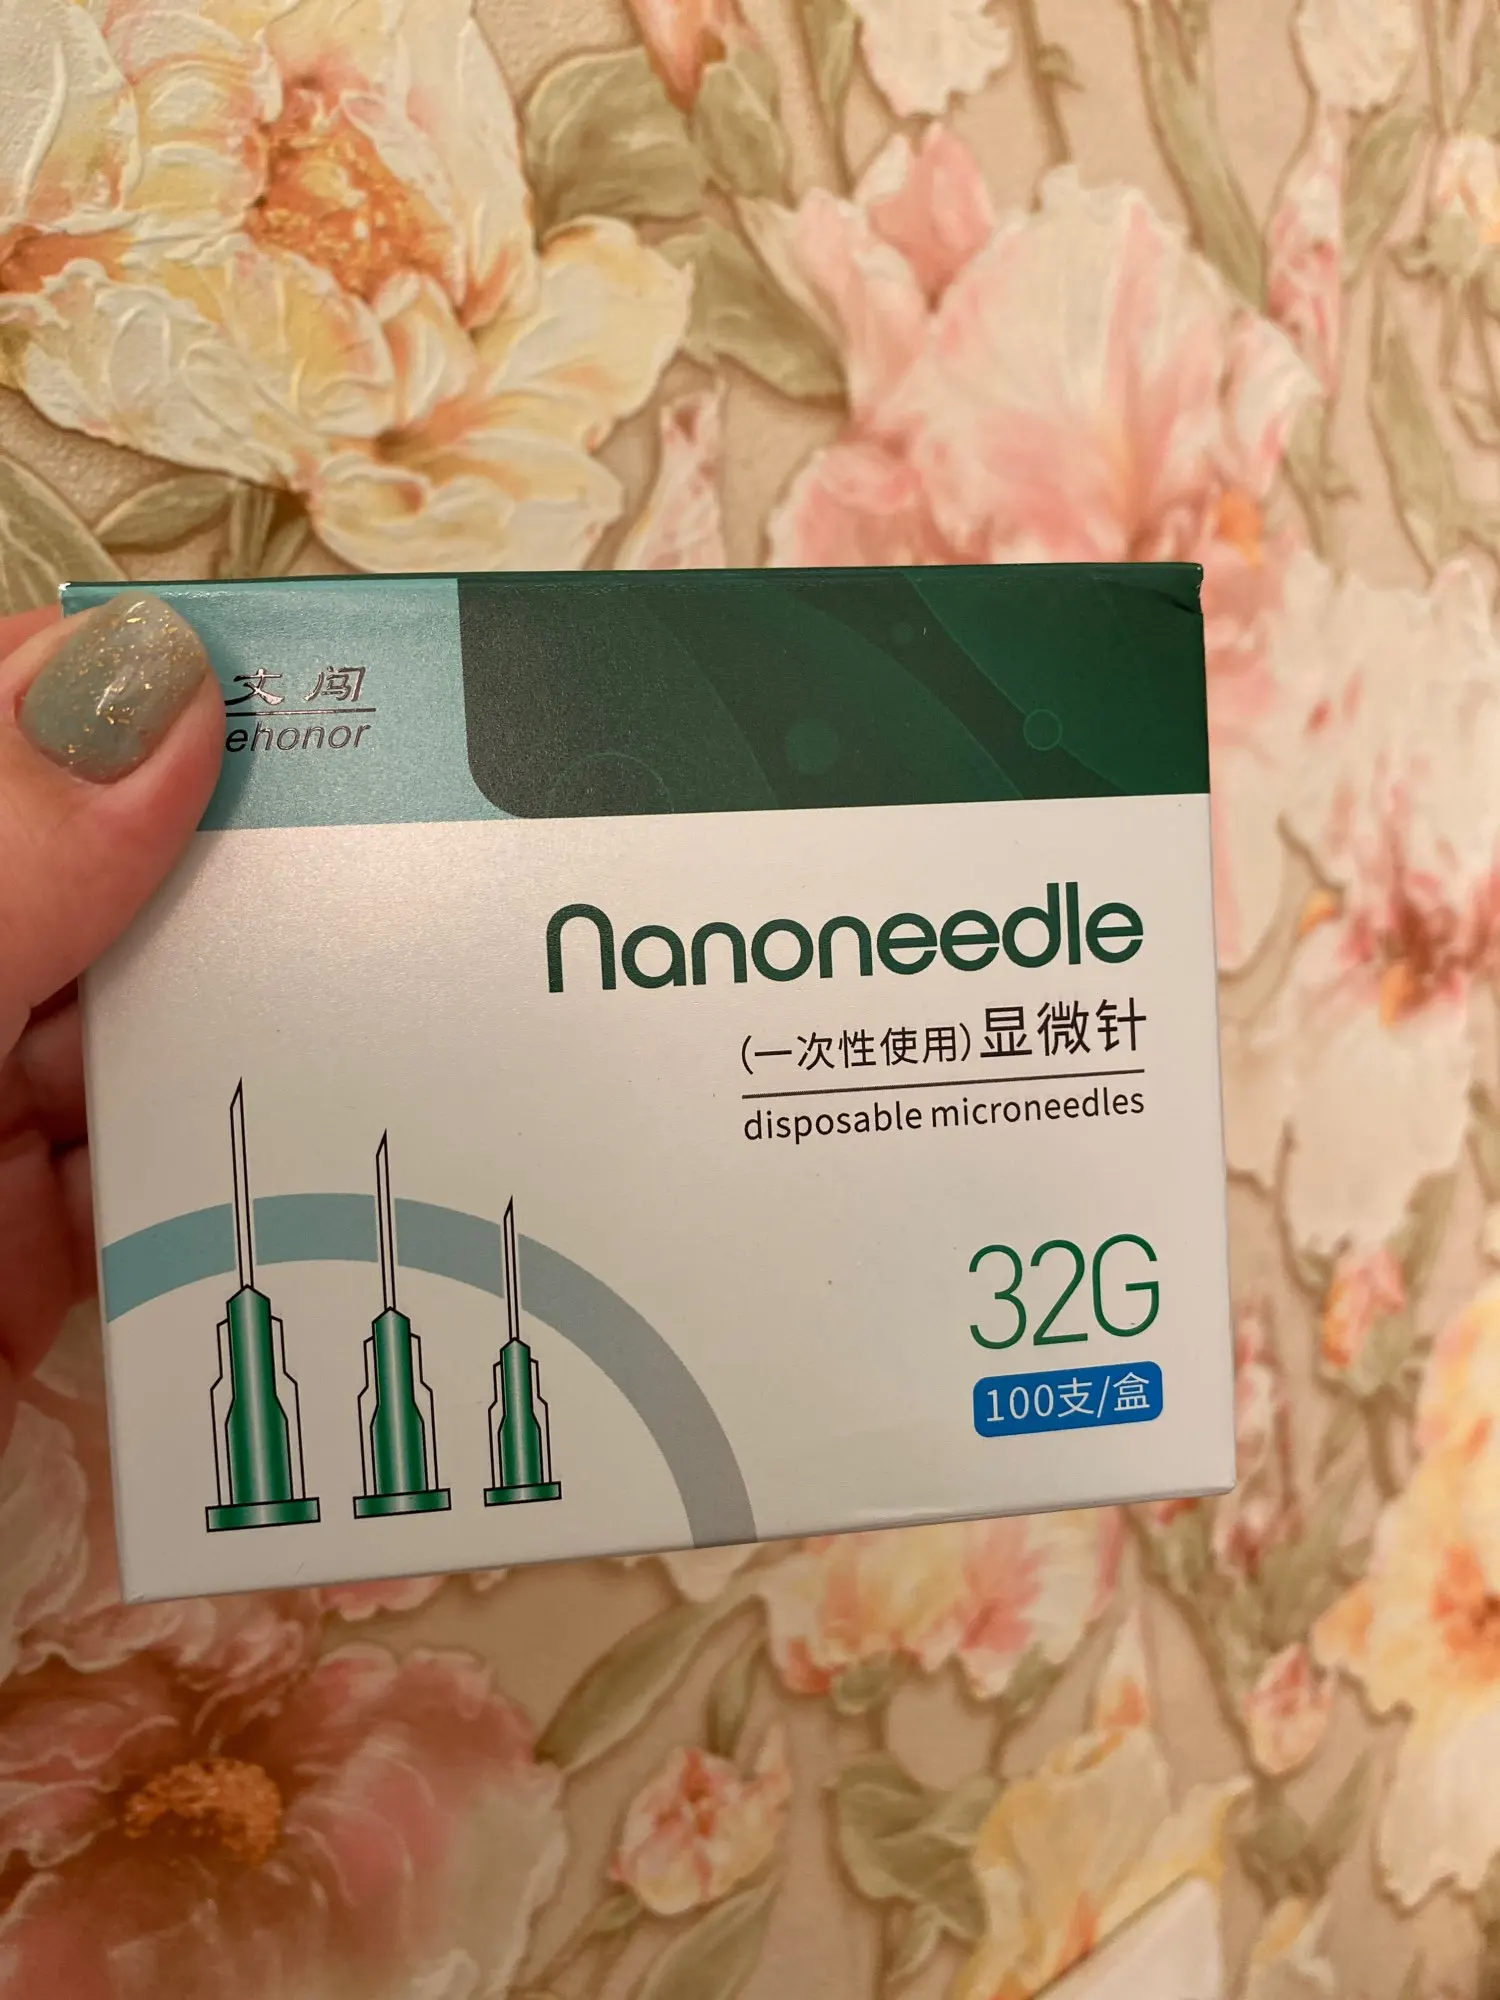 文闯
ehonor
nanoneedle
(一次性使用)显微针
disposable microneedles
32G
100支/盒